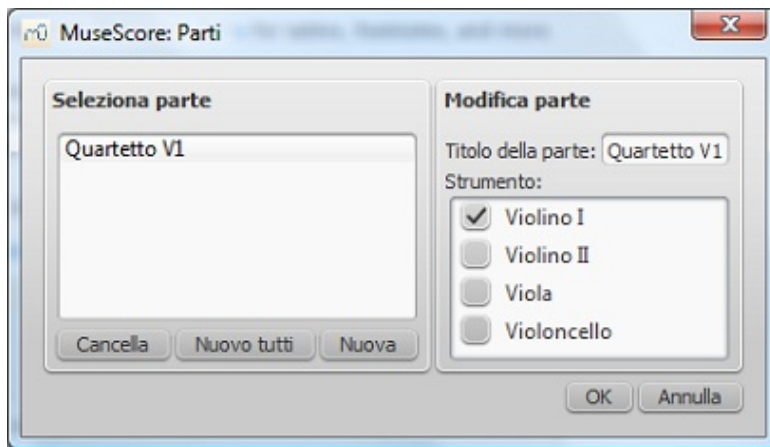 MuseScore: Parti
Seleziona parte
Quartetto V1
Cancella
Nuovo tutti
Nuova
Modifica parte
Titolo della parte: Quartetto V1
Strumento:
Violino I
Violino II
Viola
Violoncello
OK
Annulla